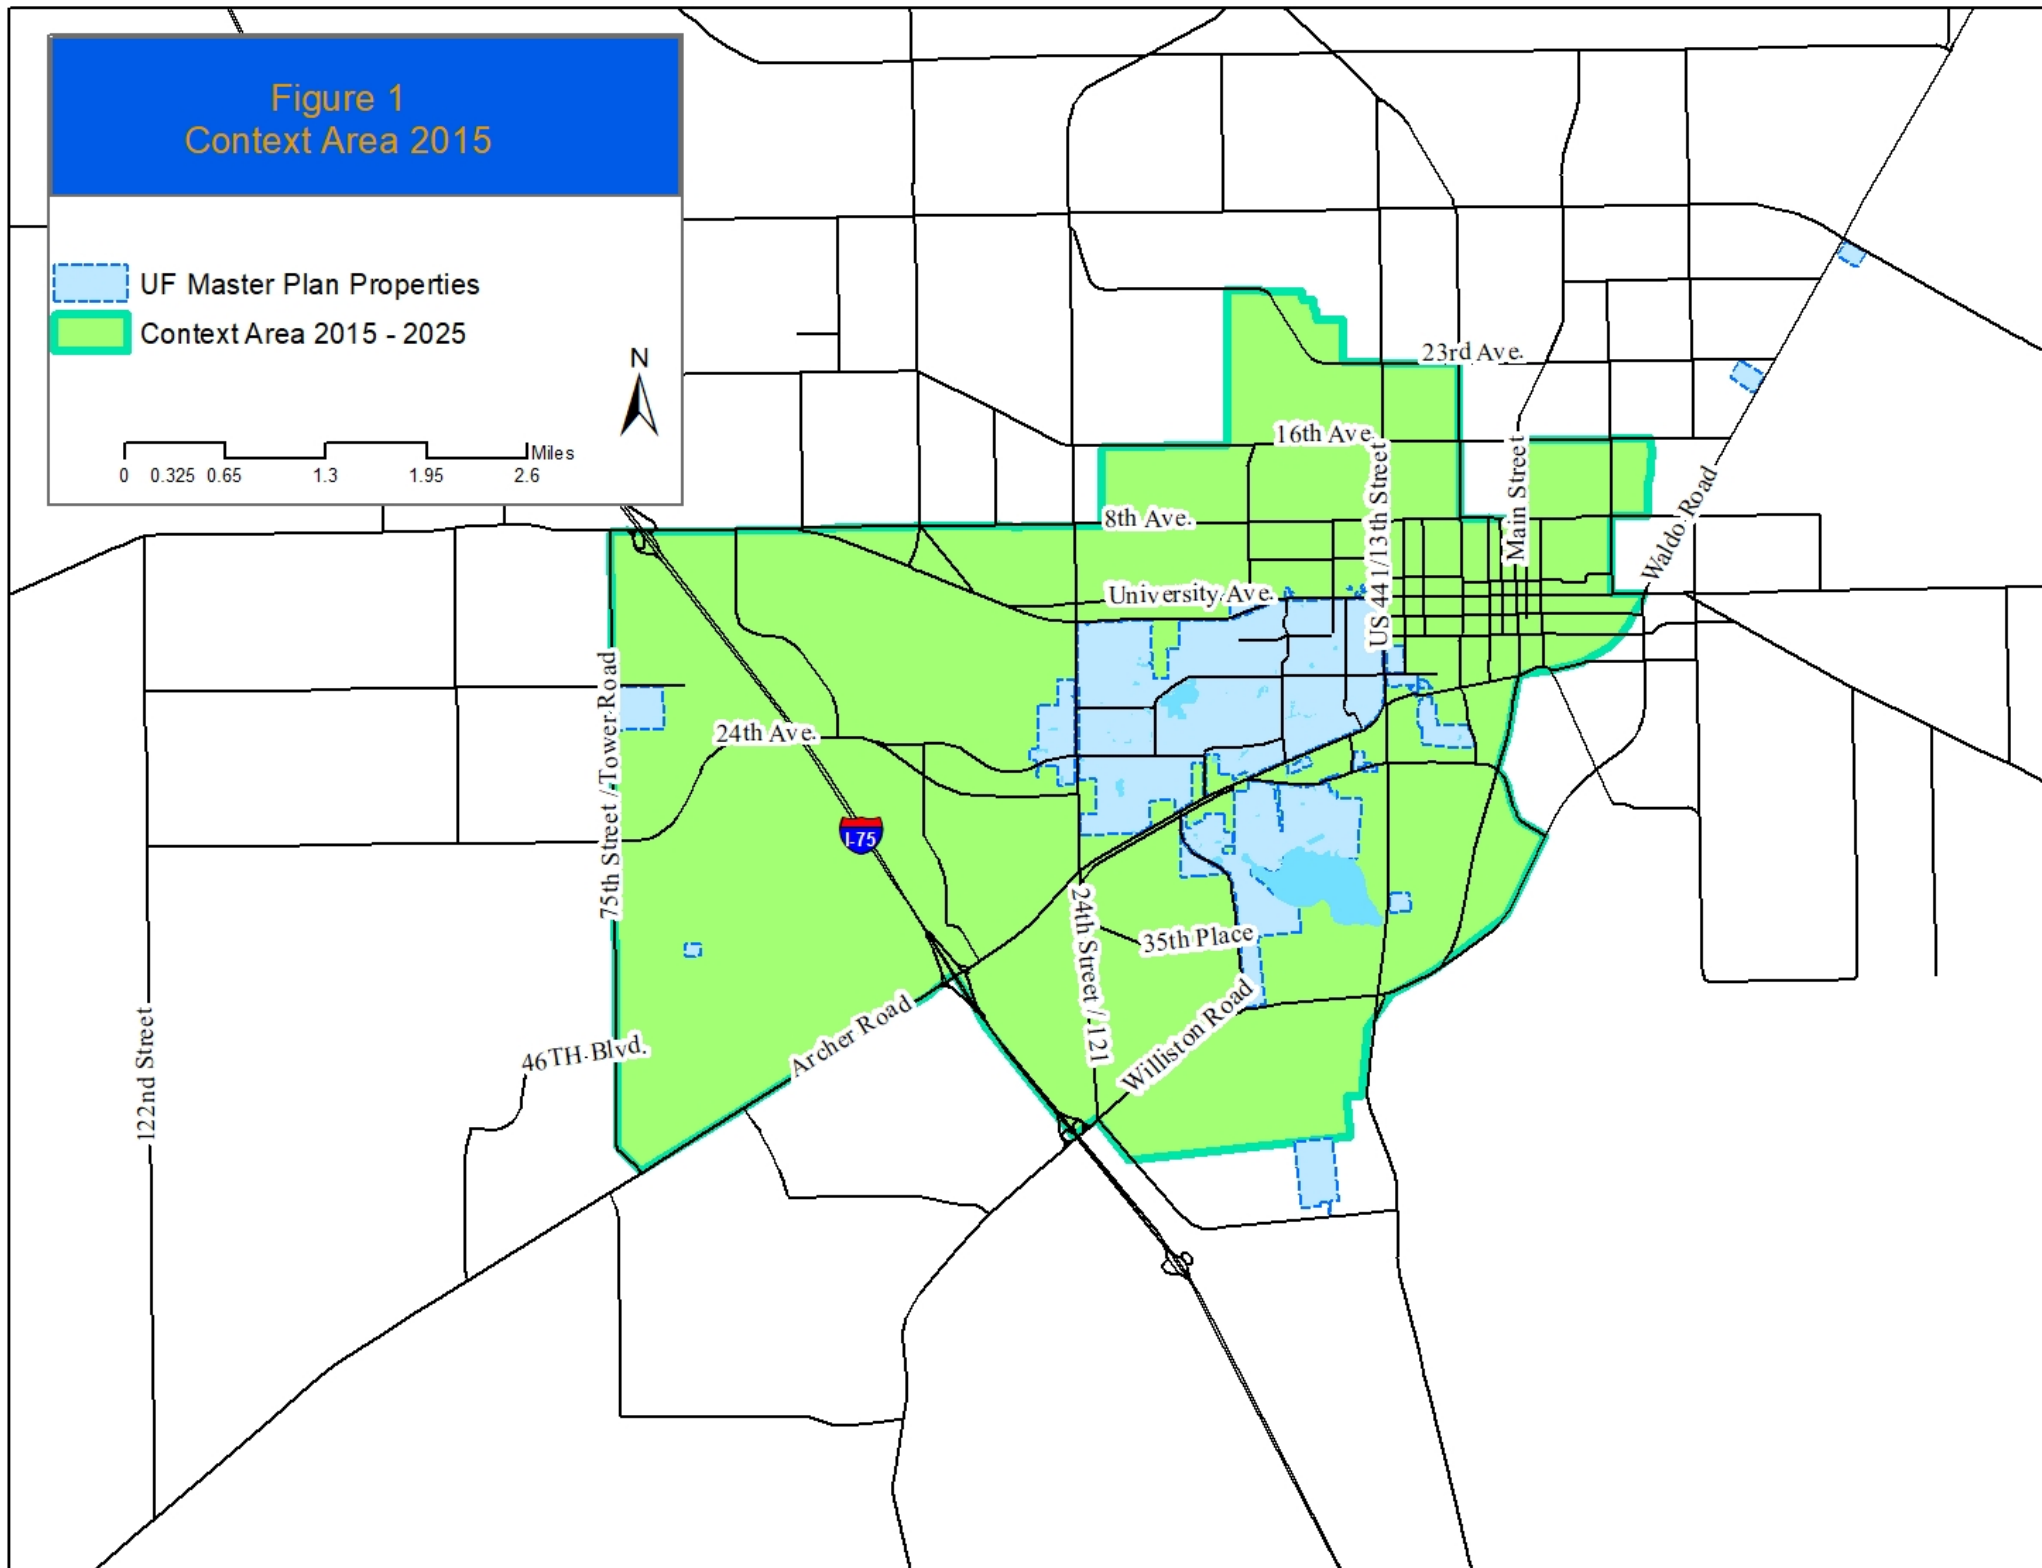 Figure 1
Context Area 2015
UF Master Plan Properties
Context Area 2015 - 2025
N
Miles
0 0.325 0.65 1.3 1.95 2.6
23rd Ave.
16th Ave.
8th Ave.
US 441/13th Street
Main Street
Waldo Road
University Ave.
75th Street / Tower Road
24th Ave.
I-75
24th Street / 121
35th Place
Williston Road
Archer Road
46TH Blvd.
122nd Street